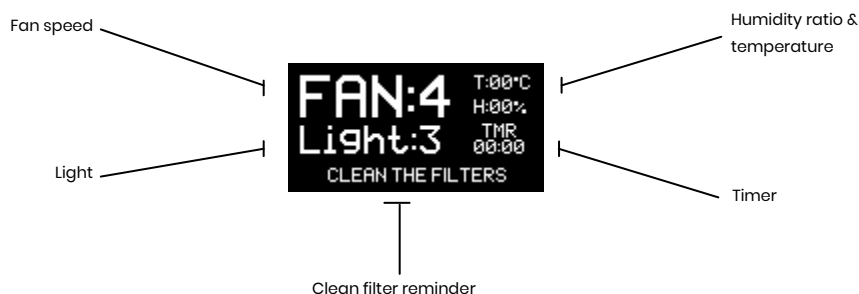 Fan speed
Humidity ratio &
temperature
FAN:4
T:00°C
H:00%
Light:3
TMR
00:00
CLEAN THE FILTERS
Light
Timer
Clean filter reminder